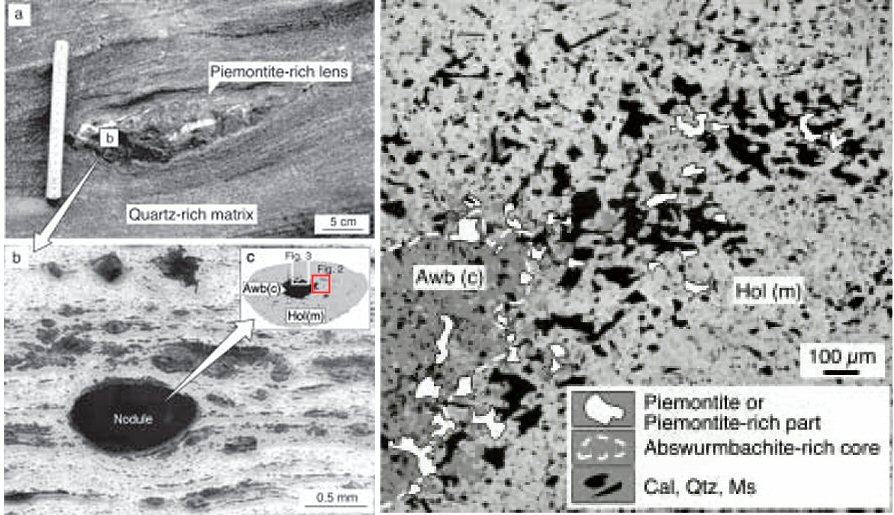 a
Piemontite-rich lens
b
Quartz-rich matrix
5 cm
b
c
Fig. 3
Fig. 2
Awb(c)
Hol(m)
Nodule
0.5 mm
Awb (c)
Hol (m)
100 µm
Piemontite or
Piemontite-rich part
Abswurmbachite-rich core
Cal, Qtz, Ms